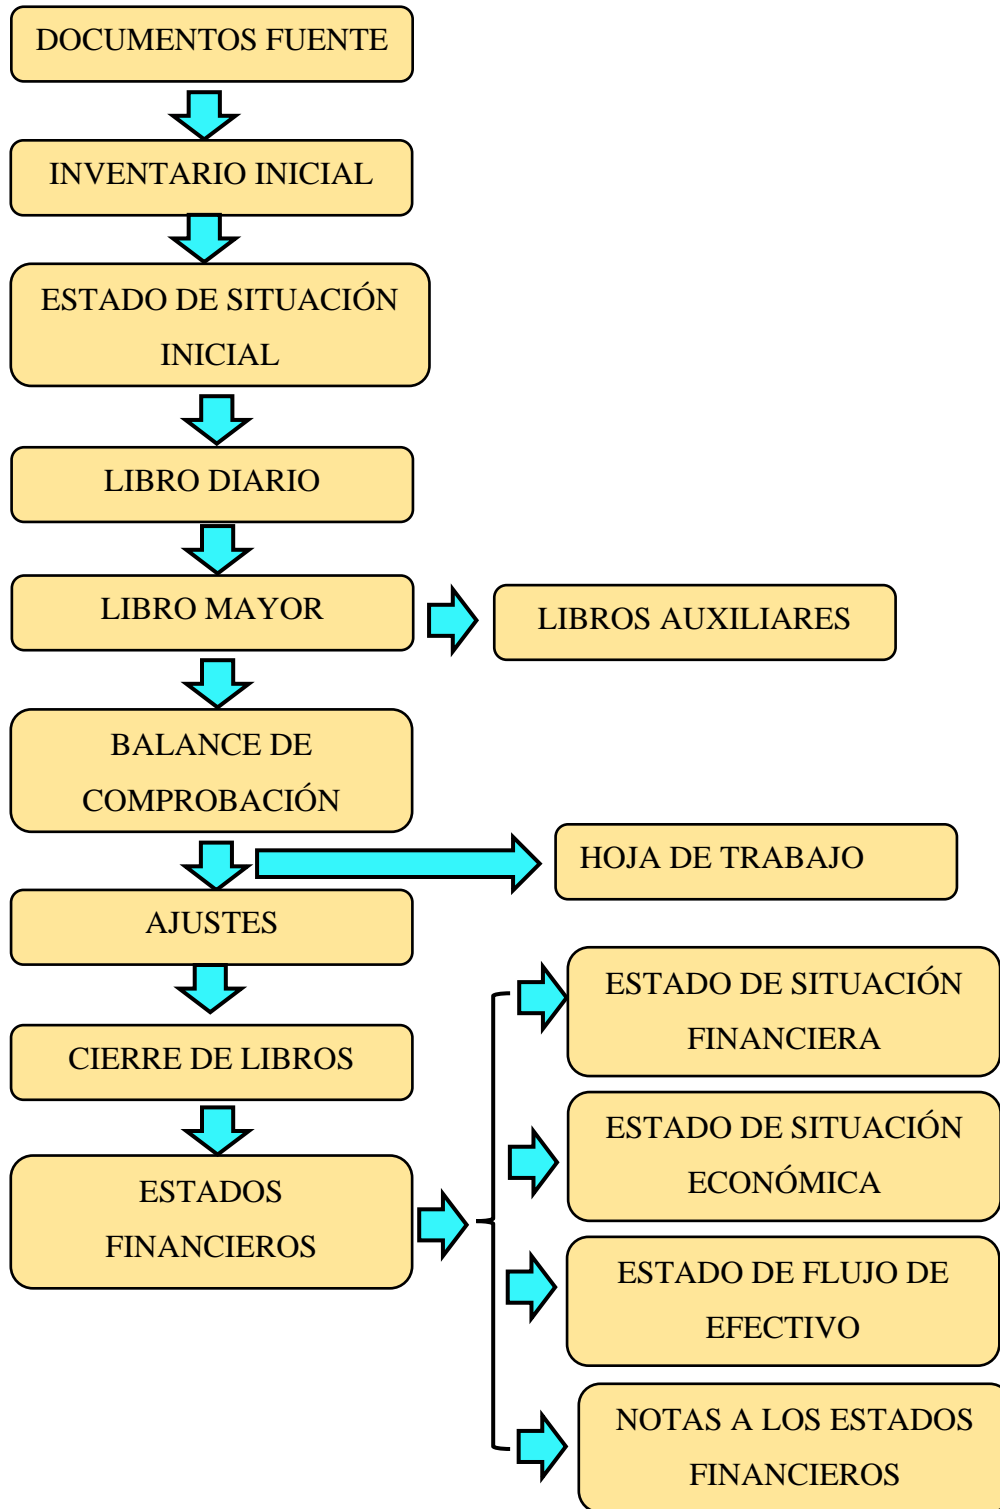 DOCUMENTOS FUENTE
INVENTARIO INICIAL
ESTADO DE SITUACIÓN
INICIAL
LIBRO DIARIO
LIBRO MAYOR
LIBROS AUXILIARES
BALANCE DE
COMPROBACIÓN
HOJA DE TRABAJO
AJUSTES
CIERRE DE LIBROS
ESTADOS
FINANCIEROS
ESTADO DE SITUACIÓN
FINANCIERA
ESTADO DE SITUACIÓN
ECONÓMICA
ESTADO DE FLUJO DE
EFECTIVO
NOTAS A LOS ESTADOS
FINANCIEROS